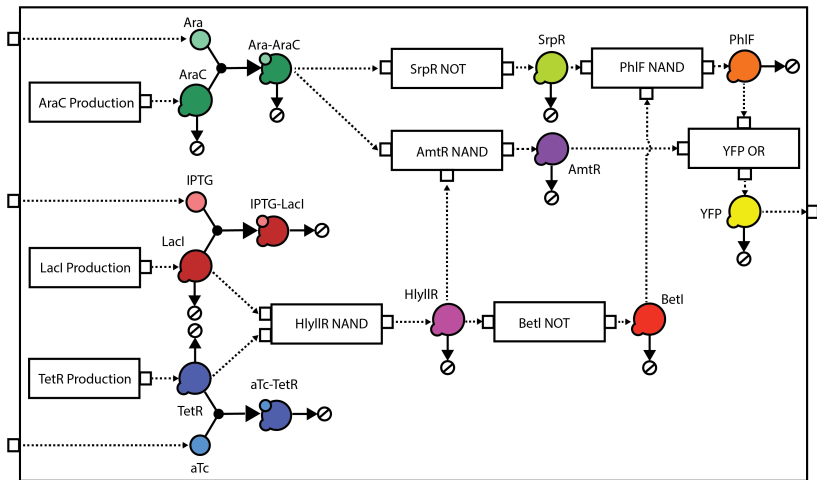 Ara
Ara-AraC
SrpR
PhlF
AraC
SrpR NOT
PhlF NAND
AraC Production
AmtR NAND
YFP OR
AmtR
IPTG
IPTG-LacI
YFP
LacI
LacI Production
HlyIIR
BetI
HlyIIR NAND
BetI NOT
TetR Production
aTc-TetR
TetR
aTc